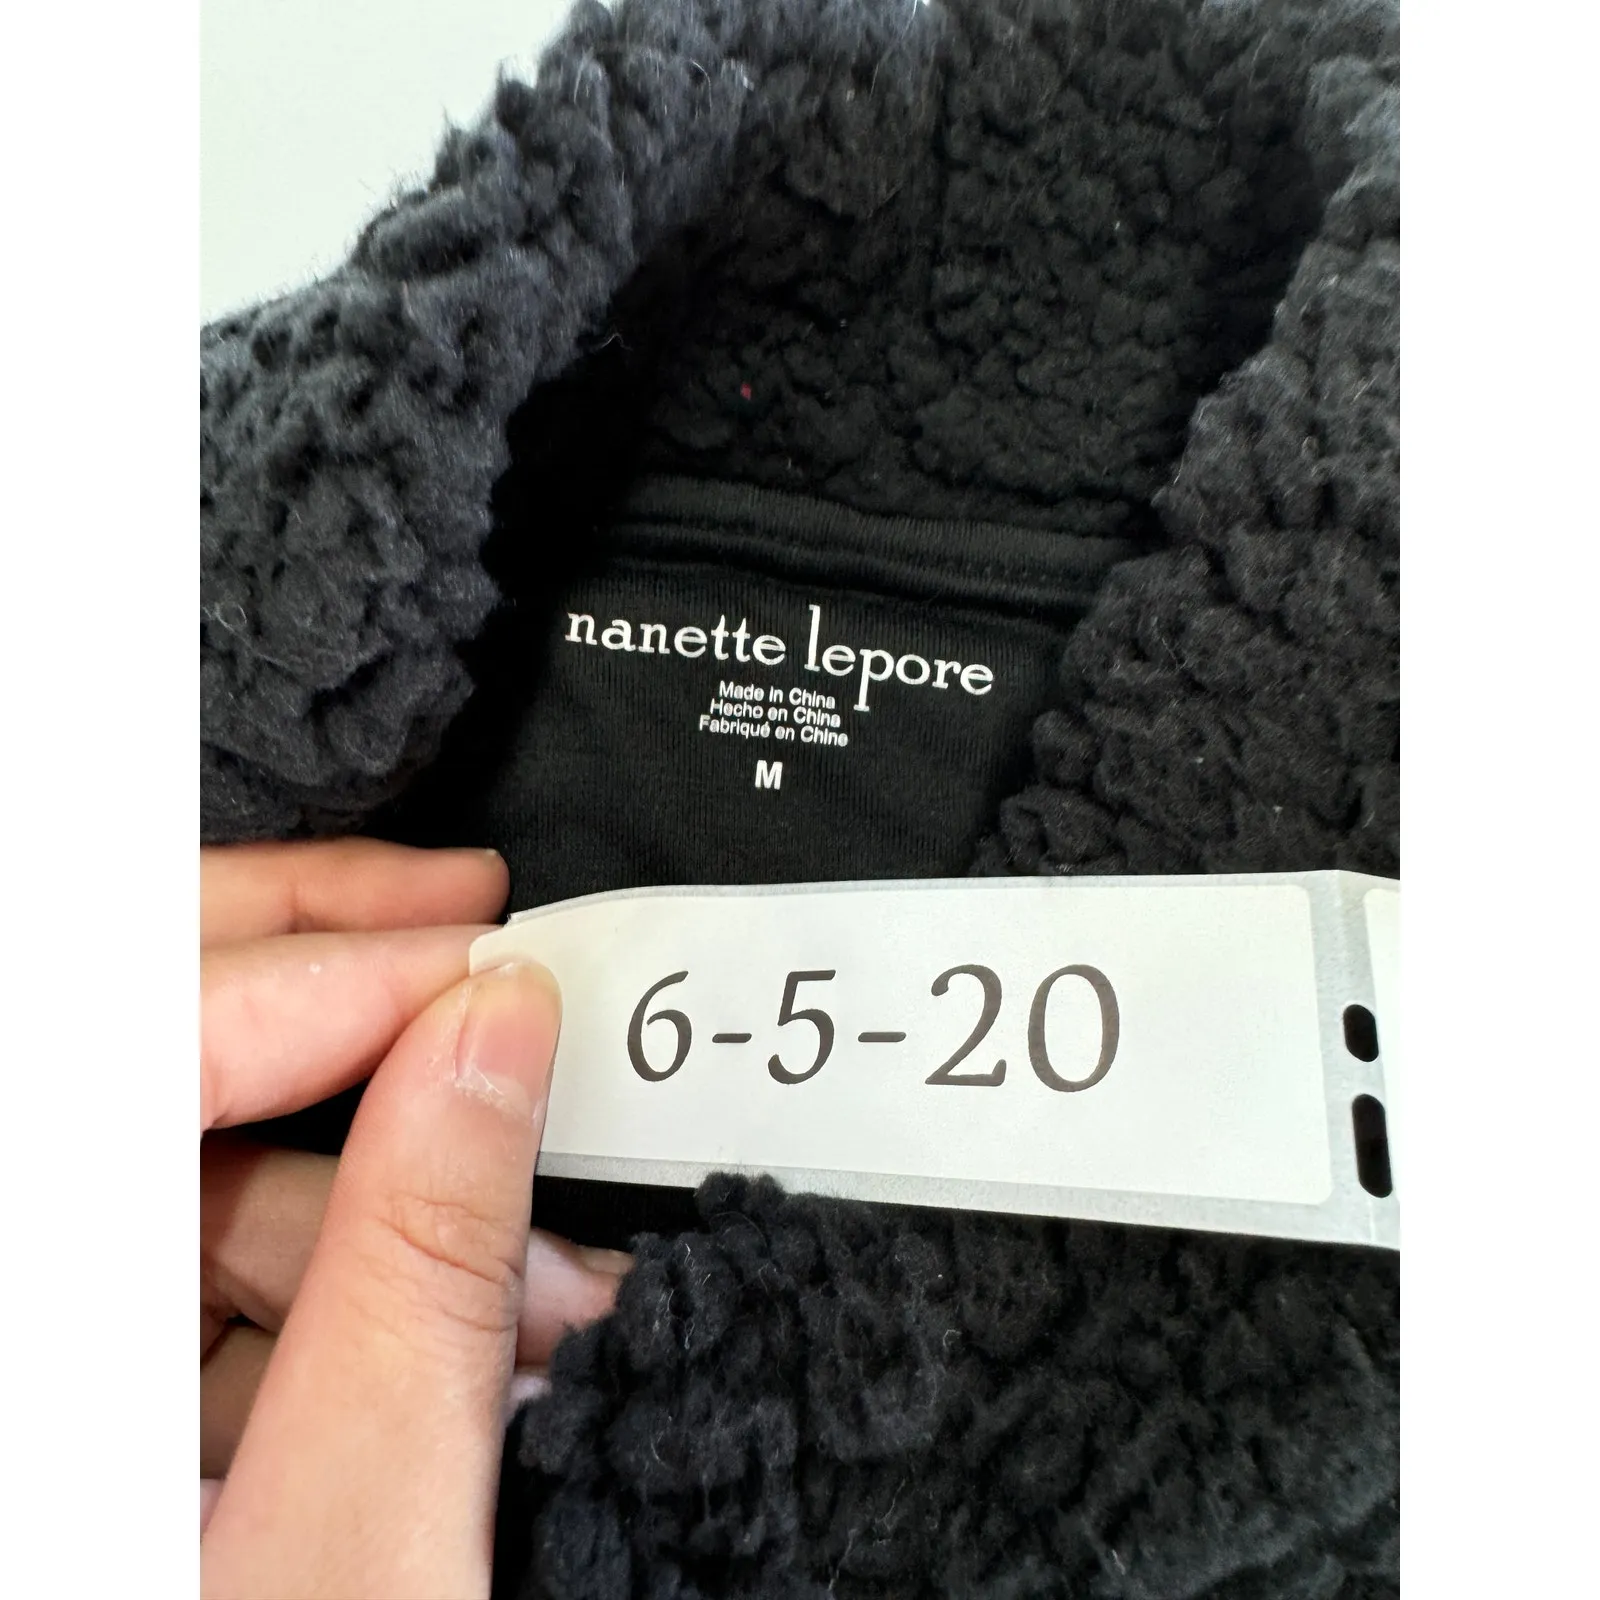 nanette lepore
Made in China
Hecho en China
Fabriqué en Chine
M
6-5-20